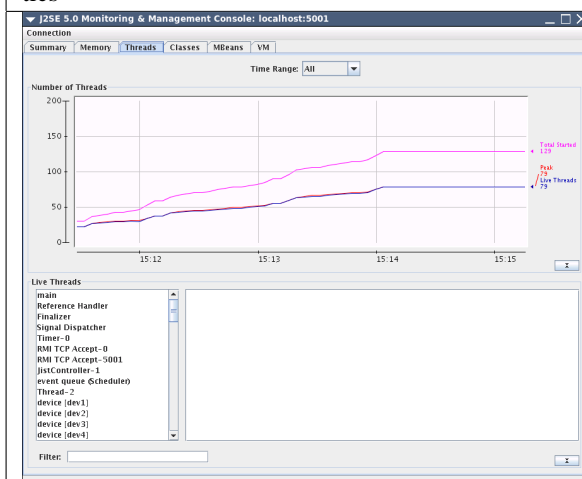 J2SE 5.0 Monitoring & Management Console: localhost:5001
Connection
Summary Memory Threads Classes MBeans VM
Time Range: All
Number of Threads
200
150
100
50
0
Total Started
129
Peak
79
Live Threads
79
15:12 15:13 15:14 15:15
Live Threads
main
Reference Handler
Finalizer
Signal Dispatcher
Timer-0
RMI TCP Accept-0
RMI TCP Accept-5001
JistController-1
event queue (Scheduler)
Thread-2
device [dev1]
device [dev2]
device [dev3]
device [dev4]
Filter: